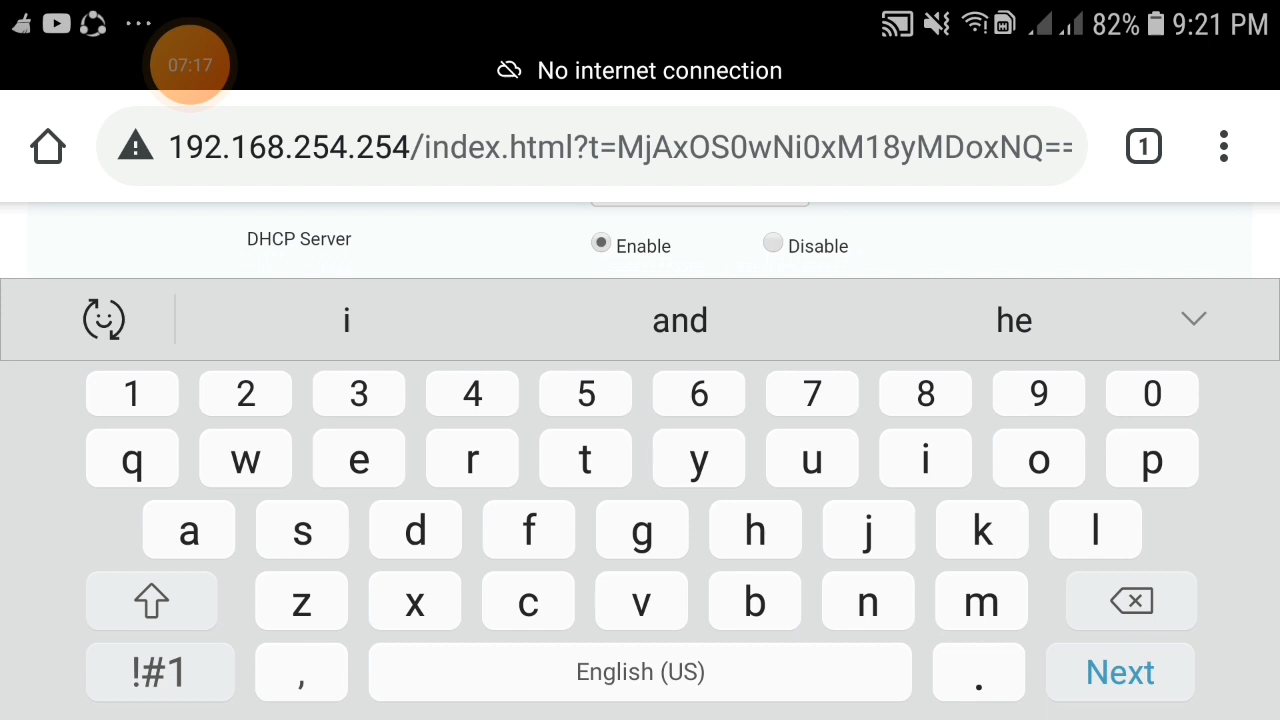 82% 9:21 PM
07:17
No internet connection
192.168.254.254/index.html?t=MjAxOS0wNi0xM18yMDoxNQ==
1
DHCP Server Enable Disable
i and he
1 2 3 4 5 6 7 8 9 0
q w e r t y u i o p
a s d f g h j k l
z x c v b n m
!#1 , English (US) . Next